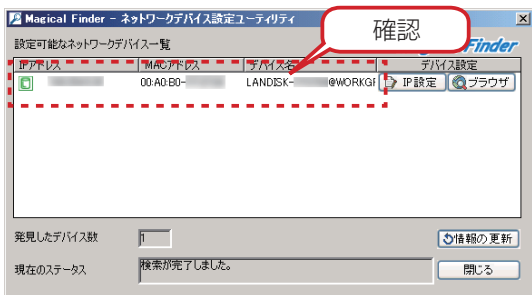 Magical Finder - ネットワークデバイス設定ユーティリティ
確認
設定可能なネットワークデバイス一覧
Finder
IPアドレス MACアドレス デバイス名 デバイス設定
00:A0:B0- LANDISK- @WORKGR IP設定 ブラウザ
発見したデバイス数 1 情報の更新
現在のステータス 検索が完了しました。 閉じる